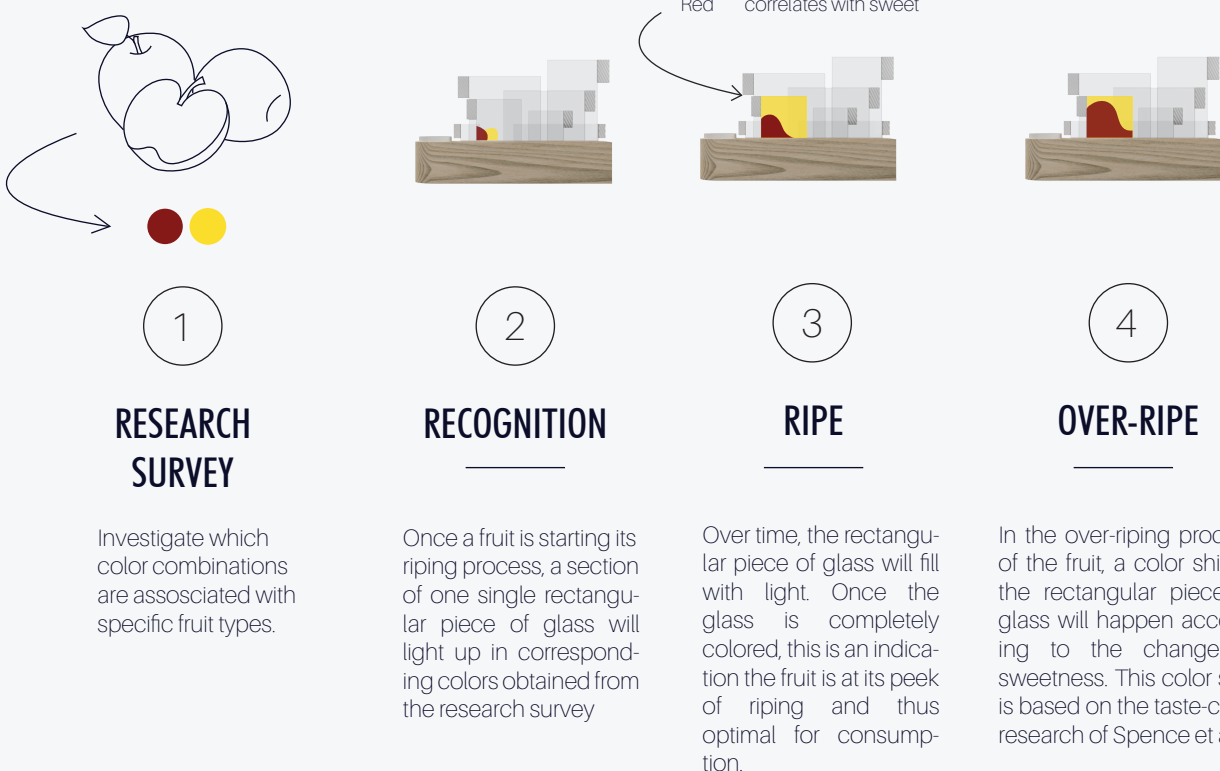 Red correlates with sweet
1
RESEARCH
SURVEY
Investigate which
color combinations
are assosciated with
specific fruit types.
2
RECOGNITION
Once a fruit is starting its
riping process, a section
of one single rectangu-
lar piece of glass will
light up in correspond-
ing colors obtained from
the research survey
3
RIPE
Over time, the rectangu-
lar piece of glass will fill
with light. Once the
glass is completely
colored, this is an indica-
tion the fruit is at its peek
of riping and thus
optimal for consump-
tion.
4
OVER-RIPE
In the over-riping
of the fruit, a color
the rectangular
glass will happen
ing to the
sweetness. This color
is based on the
research of Spence et